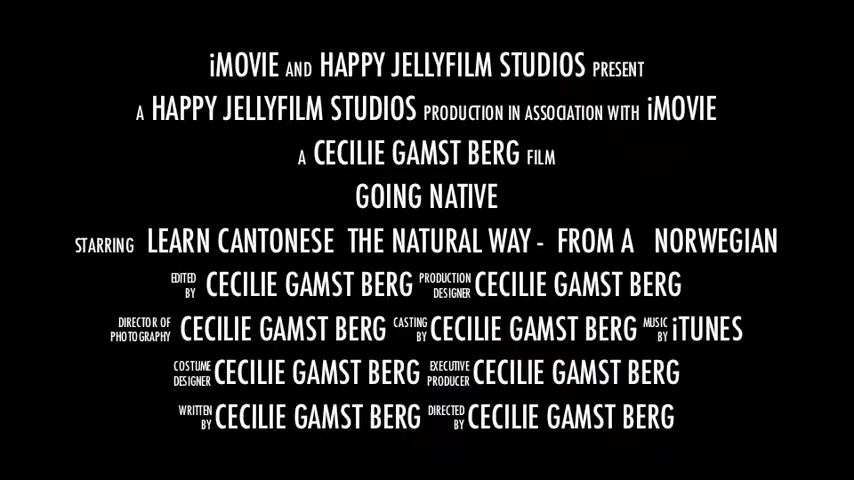 iMOVIE AND HAPPY JELLYFILM STUDIOS PRESENT
A HAPPY JELLYFILM STUDIOS PRODUCTION IN ASSOCIATION WITH iMOVIE
A CECILIE GAMST BERG FILM
GOING NATIVE
STARRING LEARN CANTONESE THE NATURAL WAY - FROM A NORWEGIAN
EDITED BY CECILIE GAMST BERG PRODUCTION DESIGNER CECILIE GAMST BERG
DIRECTOR OF PHOTOGRAPHY CECILIE GAMST BERG CASTING BY CECILIE GAMST BERG MUSIC BY iTUNES
COSTUME DESIGNER CECILIE GAMST BERG EXECUTIVE PRODUCER CECILIE GAMST BERG
WRITTEN BY CECILIE GAMST BERG DIRECTED BY CECILIE GAMST BERG